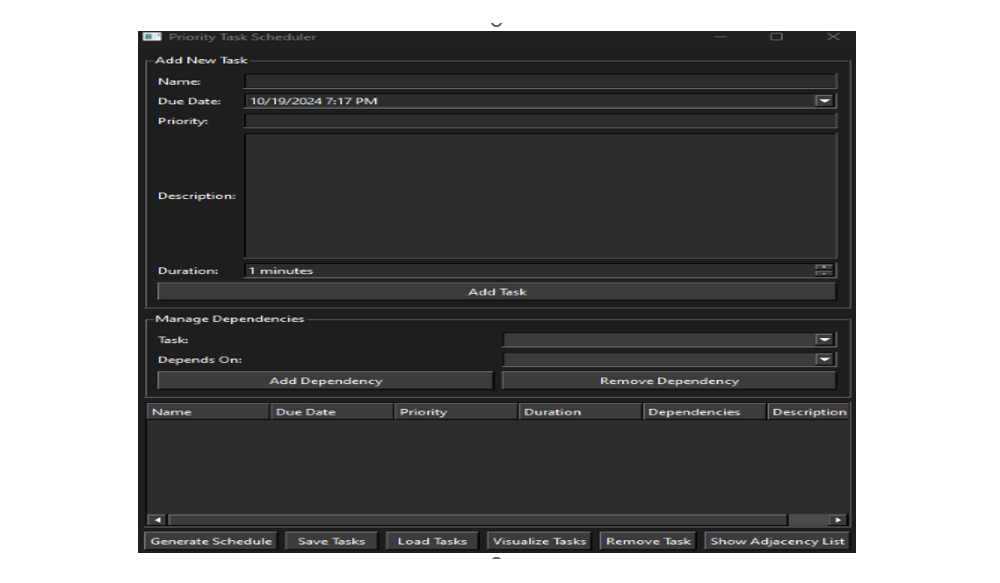 Priority Task Scheduler
Add New Task
Name:
Due Date: 10/19/2024 7:17 PM
Priority:
Description:
Duration: 1 minutes
Add Task
Manage Dependencies
Task:
Depends On:
Add Dependency Remove Dependency
Name Due Date Priority Duration Dependencies Description
Generate Schedule Save Tasks Load Tasks Visualize Tasks Remove Task Show Adjacency List